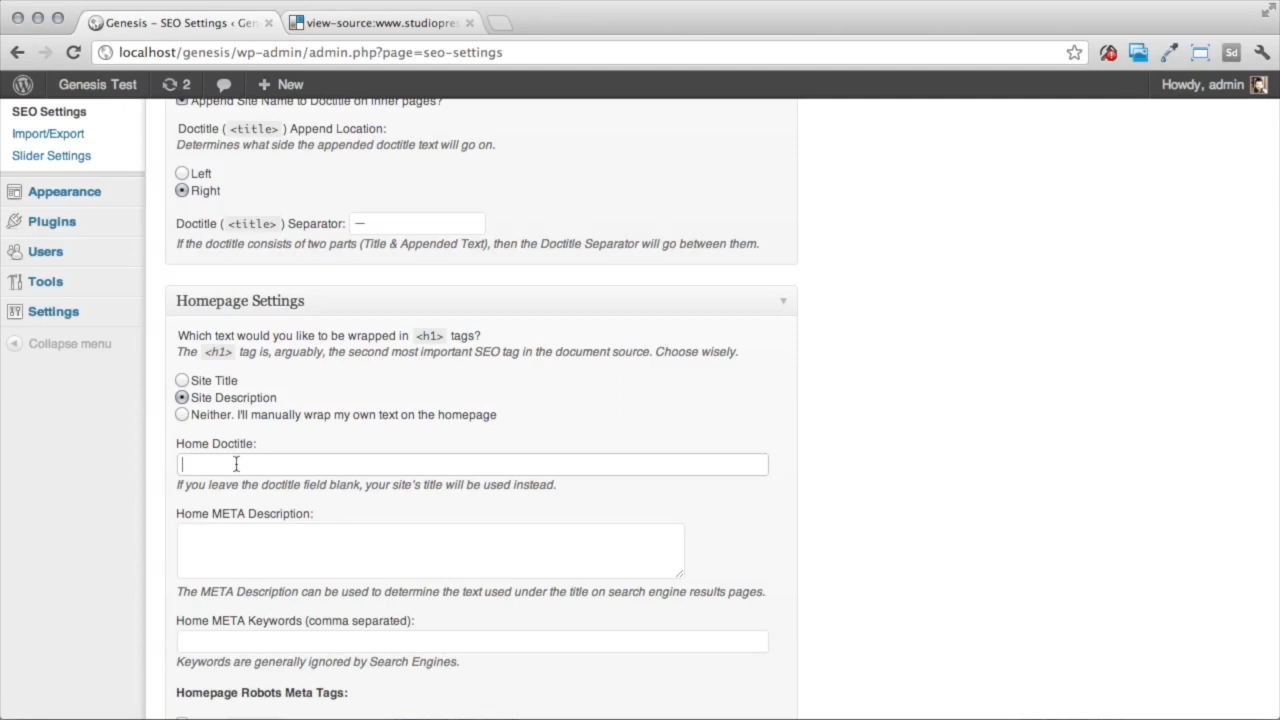 Genesis – SEO Settings ‹ Gen
view-source:www.studiopres
localhost/genesis/wp-admin/admin.php?page=seo-settings
Sd
Genesis Test
2
New
Howdy, admin
SEO Settings
Import/Export
Slider Settings
Appearance
Plugins
Users
Tools
Settings
Collapse menu
Append Site Name to Doctitle on inner pages?
Doctitle ( <title> ) Append Location:
Determines what side the appended doctitle text will go on.
Left
Right
Doctitle ( <title> ) Separator: —
If the doctitle consists of two parts (Title & Appended Text), then the Doctitle Separator will go between them.
Homepage Settings
Which text would you like to be wrapped in <h1> tags?
The <h1> tag is, arguably, the second most important SEO tag in the document source. Choose wisely.
Site Title
Site Description
Neither. I'll manually wrap my own text on the homepage
Home Doctitle:
If you leave the doctitle field blank, your site's title will be used instead.
Home META Description:
The META Description can be used to determine the text used under the title on search engine results pages.
Home META Keywords (comma separated):
Keywords are generally ignored by Search Engines.
Homepage Robots Meta Tags: